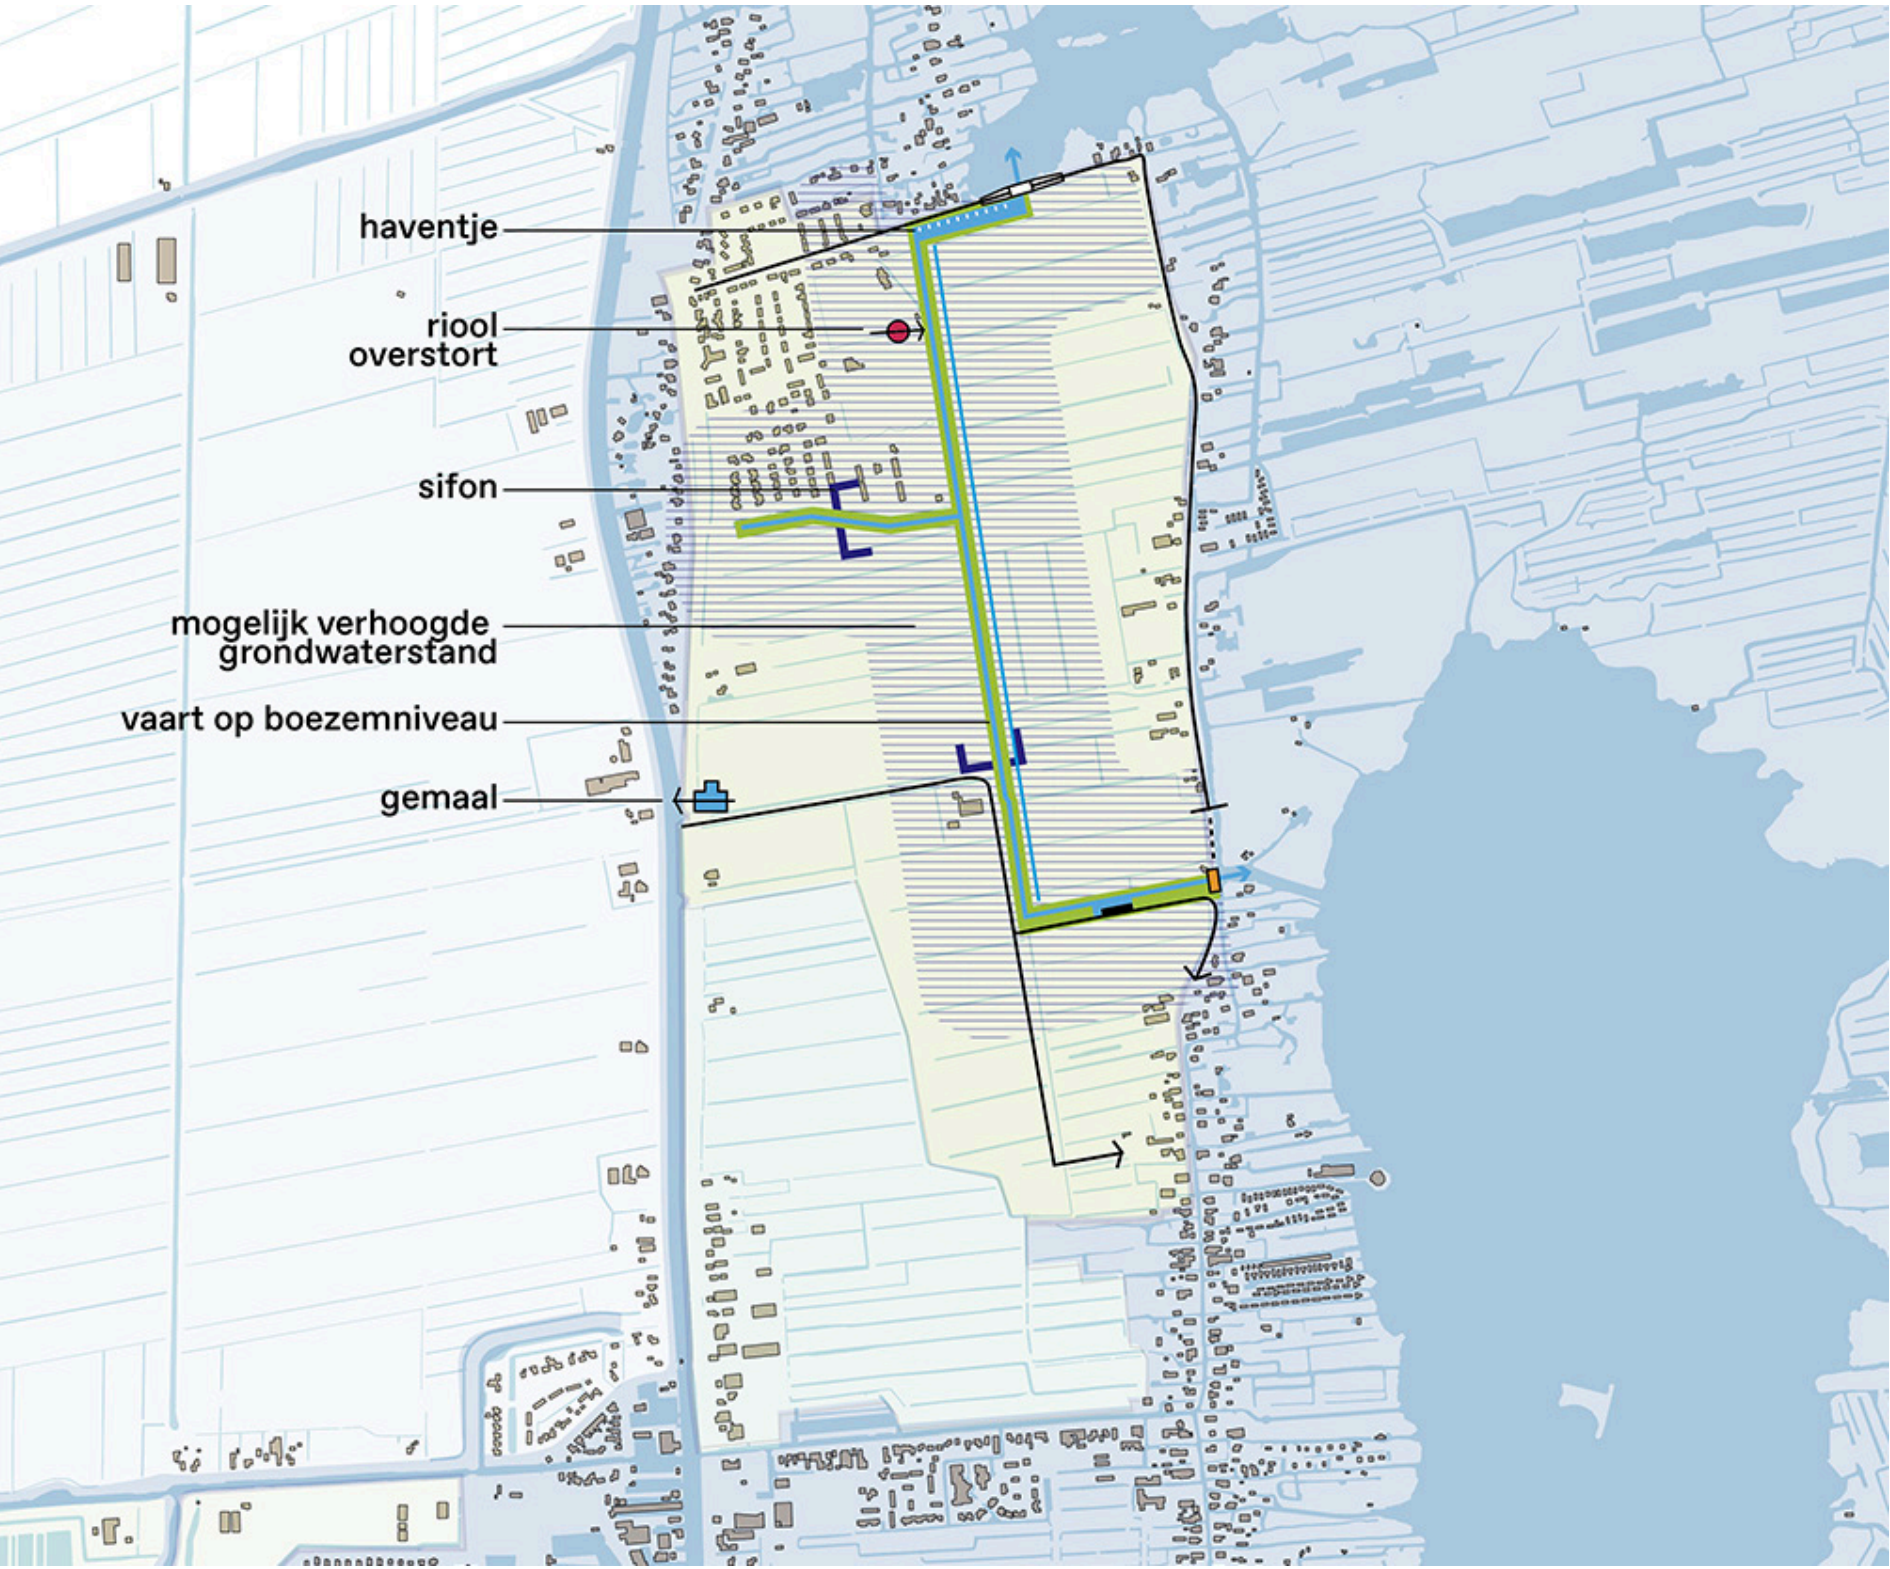 haventje
riool
overstort
sifon
mogelijk verhoogde
grondwaterstand
vaart op boezemniveau
gemaal